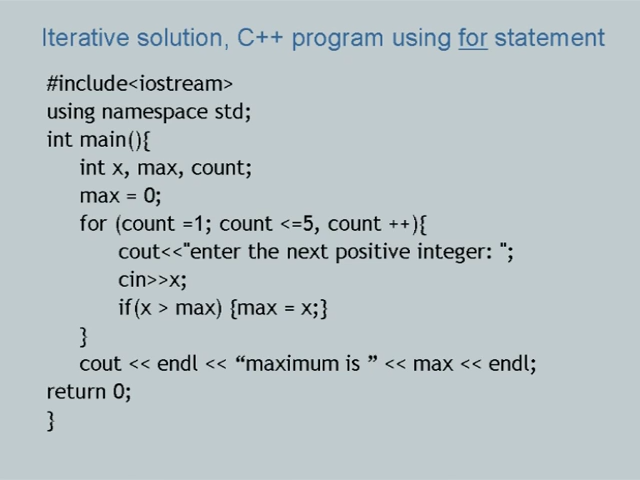 Iterative solution, C++ program using for statement
#include<iostream>
using namespace std;
int main(){
int x, max, count;
max = 0;
for (count =1; count <=5, count ++){
cout<<"enter the next positive integer: ";
cin>>x;
if(x > max) {max = x;}
}
cout << endl << “maximum is ” << max << endl;
return 0;
}